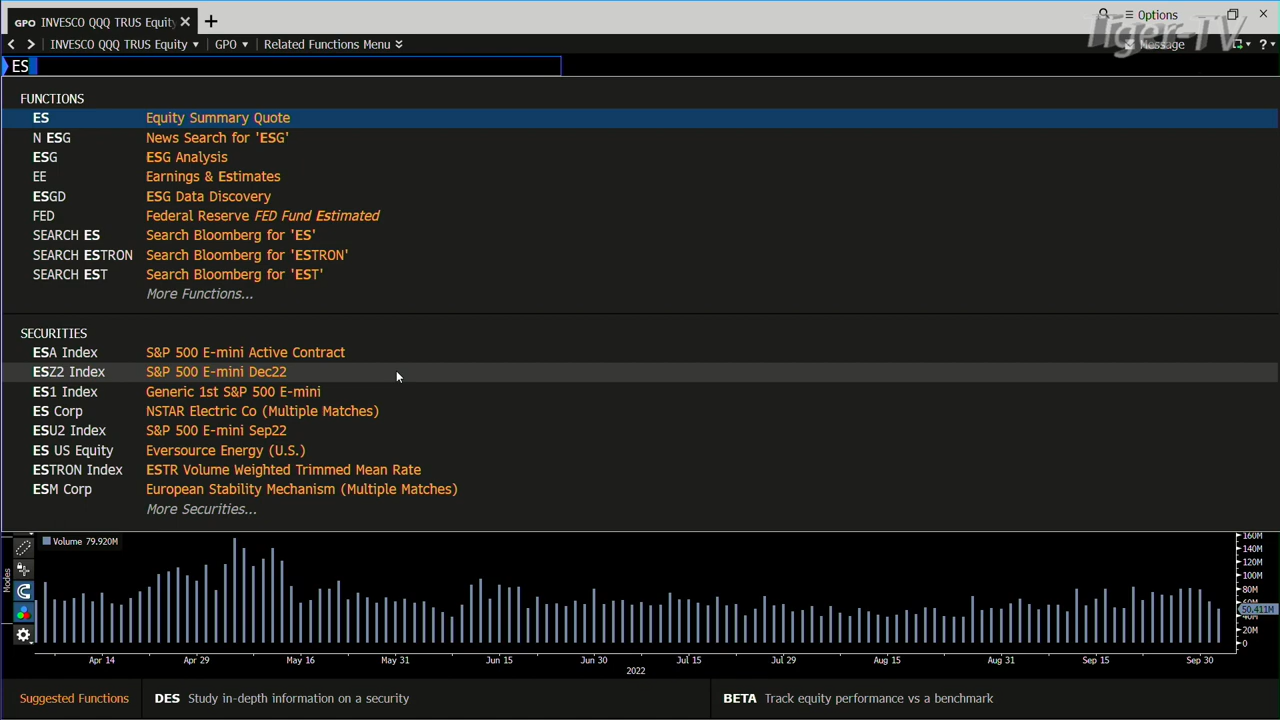 GPO INVESCO QQQ TRUS Equity
Options
Tiger-TV
INVESCO QQQ TRUS Equity GPO Related Functions Menu
Message
?
ES
FUNCTIONS
ES Equity Summary Quote
N ESG News Search for 'ESG'
ESG ESG Analysis
EE Earnings & Estimates
ESGD ESG Data Discovery
FED Federal Reserve FED Fund Estimated
SEARCH ES Search Bloomberg for 'ES'
SEARCH ESTRON Search Bloomberg for 'ESTRON'
SEARCH EST Search Bloomberg for 'EST'
More Functions...
SECURITIES
ESA Index S&P 500 E-mini Active Contract
ESZ2 Index S&P 500 E-mini Dec22
ES1 Index Generic 1st S&P 500 E-mini
ES Corp NSTAR Electric Co (Multiple Matches)
ESU2 Index S&P 500 E-mini Sep22
ES US Equity Eversource Energy (U.S.)
ESTRON Index ESTR Volume Weighted Trimmed Mean Rate
ESM Corp European Stability Mechanism (Multiple Matches)
More Securities...
Volume 79.920M
160M
140M
120M
100M
80M
50.411M
20M
0
Modes
Apr 14 Apr 29 May 16 May 31 Jun 15 Jun 30 Jul 15 Jul 29 Aug 15 Aug 31 Sep 15 Sep 30
2022
Suggested Functions DES Study in-depth information on a security BETA Track equity performance vs a benchmark